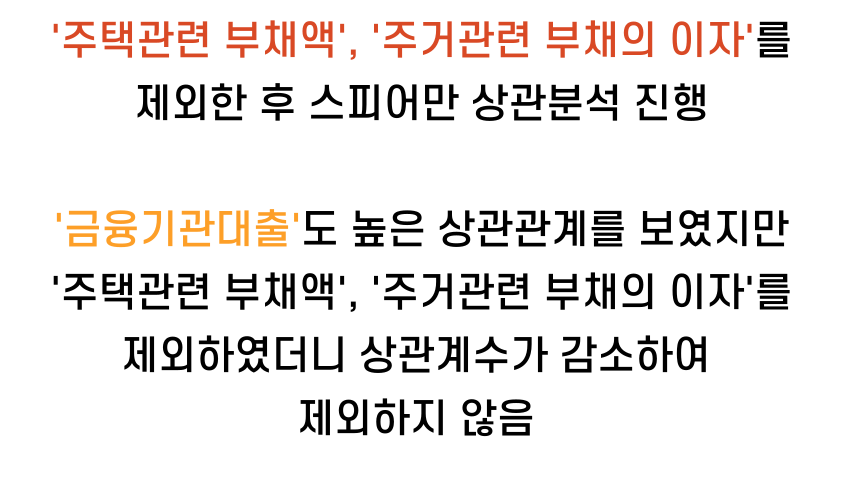 '주택관련 부채액', '주거관련 부채의 이자'를
제외한 후 스피어만 상관분석 진행
'금융기관대출'도 높은 상관관계를 보였지만
'주택관련 부채액', '주거관련 부채의 이자'를
제외하였더니 상관계수가 감소하여
제외하지 않음